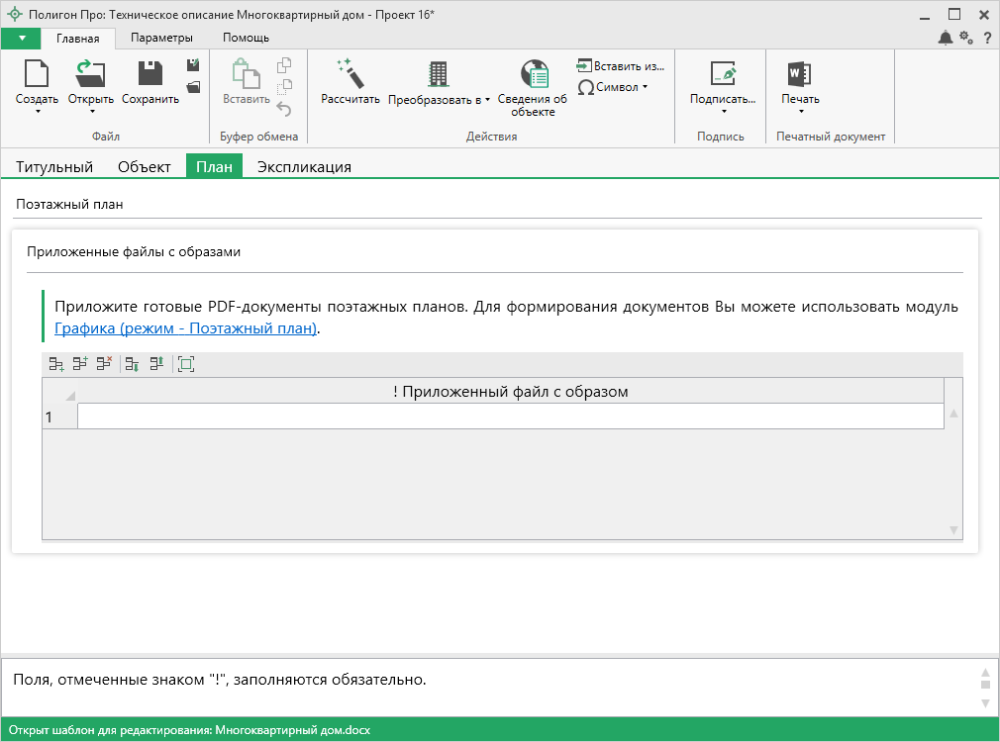 Полигон Про: Техническое описание Многоквартирный дом - Проект 16*
Главная Параметры Помощь ?
Создать Открыть Сохранить Вставить Рассчитать Преобразовать в Сведения об объекте Вставить из... Символ Подписать... Печать
Файл Буфер обмена Действия Подпись Печатный документ
Титульный Объект План Экспликация
Поэтажный план
Приложенные файлы с образами
Приложите готовые PDF-документы поэтажных планов. Для формирования документов Вы можете использовать модуль
Графика (режим - Поэтажный план).
! Приложенный файл с образом
1
Поля, отмеченные знаком "!", заполняются обязательно.
Открыт шаблон для редактирования: Многоквартирный дом.docx